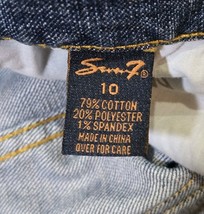 Seven7®
10
79% COTTON
20% POLYESTER
1% SPANDEX
MADE IN CHINA
OVER FOR CARE